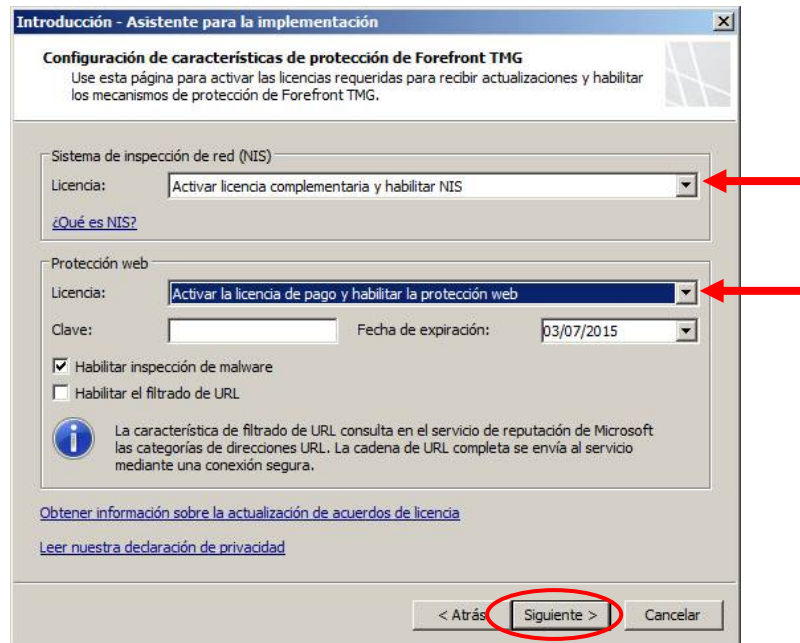 Introducción - Asistente para la implementación
Configuración de características de protección de Forefront TMG
Use esta página para activar las licencias requeridas para recibir actualizaciones y habilitar
los mecanismos de protección de Forefront TMG.
Sistema de inspección de red (NIS)
Licencia: Activar licencia complementaria y habilitar NIS
¿Qué es NIS?
Protección web
Licencia: Activar la licencia de pago y habilitar la protección web
Clave: Fecha de expiración: 03/07/2015
Habilitar inspección de malware
Habilitar el filtrado de URL
La característica de filtrado de URL consulta en el servicio de reputación de Microsoft
las categorías de direcciones URL. La cadena de URL completa se envía al servicio
mediante una conexión segura.
Obtener información sobre la actualización de acuerdos de licencia
Leer nuestra declaración de privacidad
< Atrás Siguiente > Cancelar